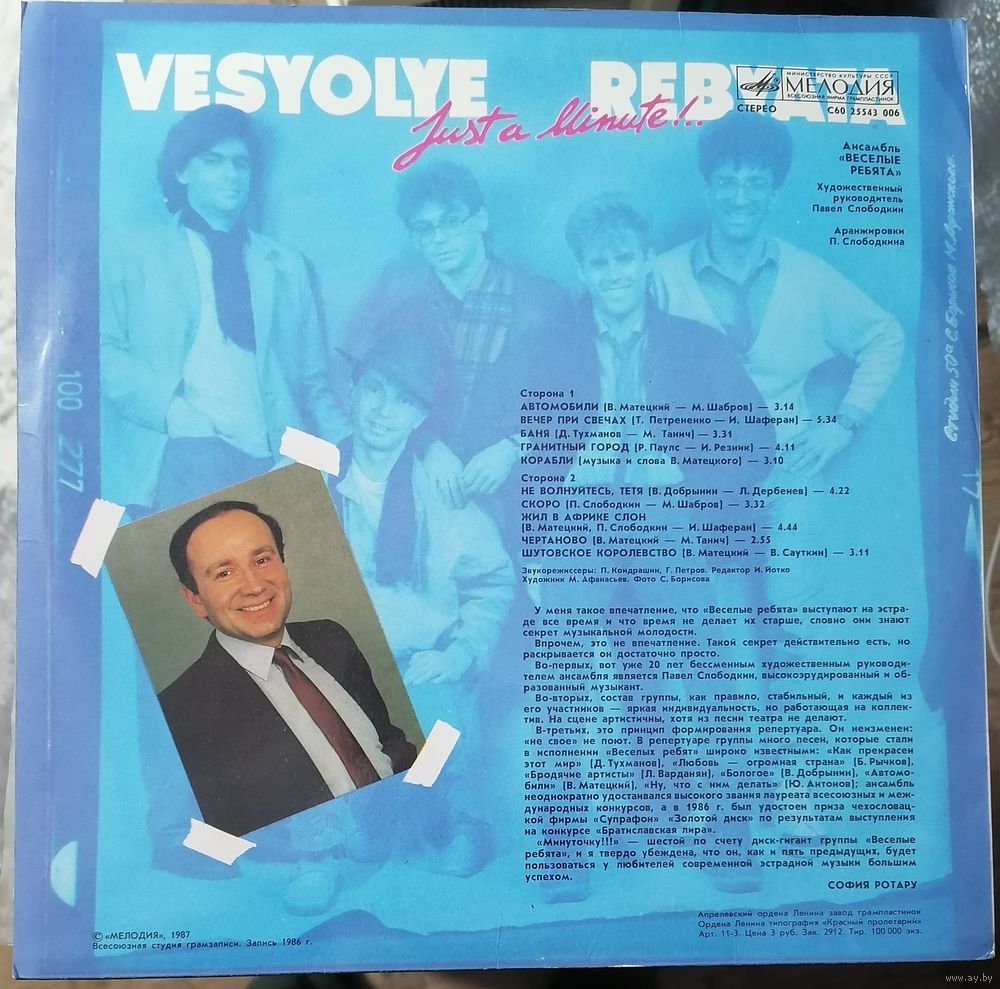 VESYOLYE REBYATA
Just a Minute!..
МИНИСТЕРСТВО КУЛЬТУРЫ СССР
МЕЛОДИЯ
ВСЕСОЮЗНАЯ ФИРМА ГРАМПЛАСТИНОК
СТЕРЕО
С60 25543 006
Ансамбль
«ВЕСЕЛЫЕ
РЕБЯТА»
Художественный
руководитель
Павел Слободкин
Аранжировки
П. Слободкина
100 277
Сторона 1
АВТОМОБИЛИ (В. Матецкий — М. Шабров) — 3.14
ВЕЧЕР ПРИ СВЕЧАХ (Т. Петрененко — И. Шаферан) — 5.34
БАНЯ (Д. Тухманов — М. Танич) — 3.31
ГРАНИТНЫЙ ГОРОД (Р. Паулс — И. Резник) — 4.11
КОРАБЛИ (музыка и слова В. Матецкого) — 3.10
Сторона 2
НЕ ВОЛНУЙТЕСЬ, ТЕТЯ (В. Добрынин — Л. Дербенев) — 4.22
СКОРО (П. Слободкин — М. Шабров) — 3.32
ЖИЛ В АФРИКЕ СЛОН
(В. Матецкий, П. Слободкин — И. Шаферан) — 4.44
ЧЕРТАНОВО (В. Матецкий — М. Танич) — 2.55
ШУТОВСКОЕ КОРОЛЕВСТВО (В. Матецкий — В. Сауткин) — 3.11
Звукорежиссеры: П. Кондрашин, Г. Петров. Редактор И. Йотко
Художник М. Афанасьев. Фото С. Борисова
У меня такое впечатление, что «Веселые ребята» выступают на эстра-
де все время и что время не делает их старше, словно они знают
секрет музыкальной молодости.
Впрочем, это не впечатление. Такой секрет действительно есть, но
раскрывается он достаточно просто.
Во-первых, вот уже 20 лет бессменным художественным руководи-
телем ансамбля является Павел Слободкин, высокоэрудированный и об-
разованный музыкант.
Во-вторых, состав группы, как правило, стабильный, и каждый из
его участников — яркая индивидуальность, но работающая на коллек-
тив. На сцене артистичны, хотя из песни театра не делают.
В-третьих, это принцип формирования репертуара. Он неизменен:
«не свое» не поют. В репертуаре группы много песен, которые стали
в исполнении «Веселых ребят» широко известными: «Как прекрасен
этот мир» (Д. Тухманов), «Любовь — огромная страна» (Б. Рычков),
«Бродячие артисты» (Л. Варданян), «Бологое» (В. Добрынин), «Автомо-
били» (В. Матецкий), «Ну, что с ним делать» (Ю. Антонов); ансамбль
неоднократно удостаивался высокого звания лауреата всесоюзных и меж-
дународных конкурсов, а в 1986 г. был удостоен приза чехословац-
кой фирмы «Супрафон» «Золотой диск» по результатам выступления
на конкурсе «Братиславская лира».
«Минуточку!!!» — шестой по счету диск-гигант группы «Веселые
ребята», и я твердо убеждена, что он, как и пять предыдущих, будет
пользоваться у любителей современной эстрадной музыки большим
успехом.
СОФИЯ РОТАРУ
© «МЕЛОДИЯ», 1987
Всесоюзная студия грамзаписи. Запись 1986 г.
Апрелевский ордена Ленина завод грампластинок
Ордена Ленина типография «Красный пролетарий»
Арт. 11-3. Цена 3 руб. Зак. 2912. Тир. 100 000 экз.
www.ay.by